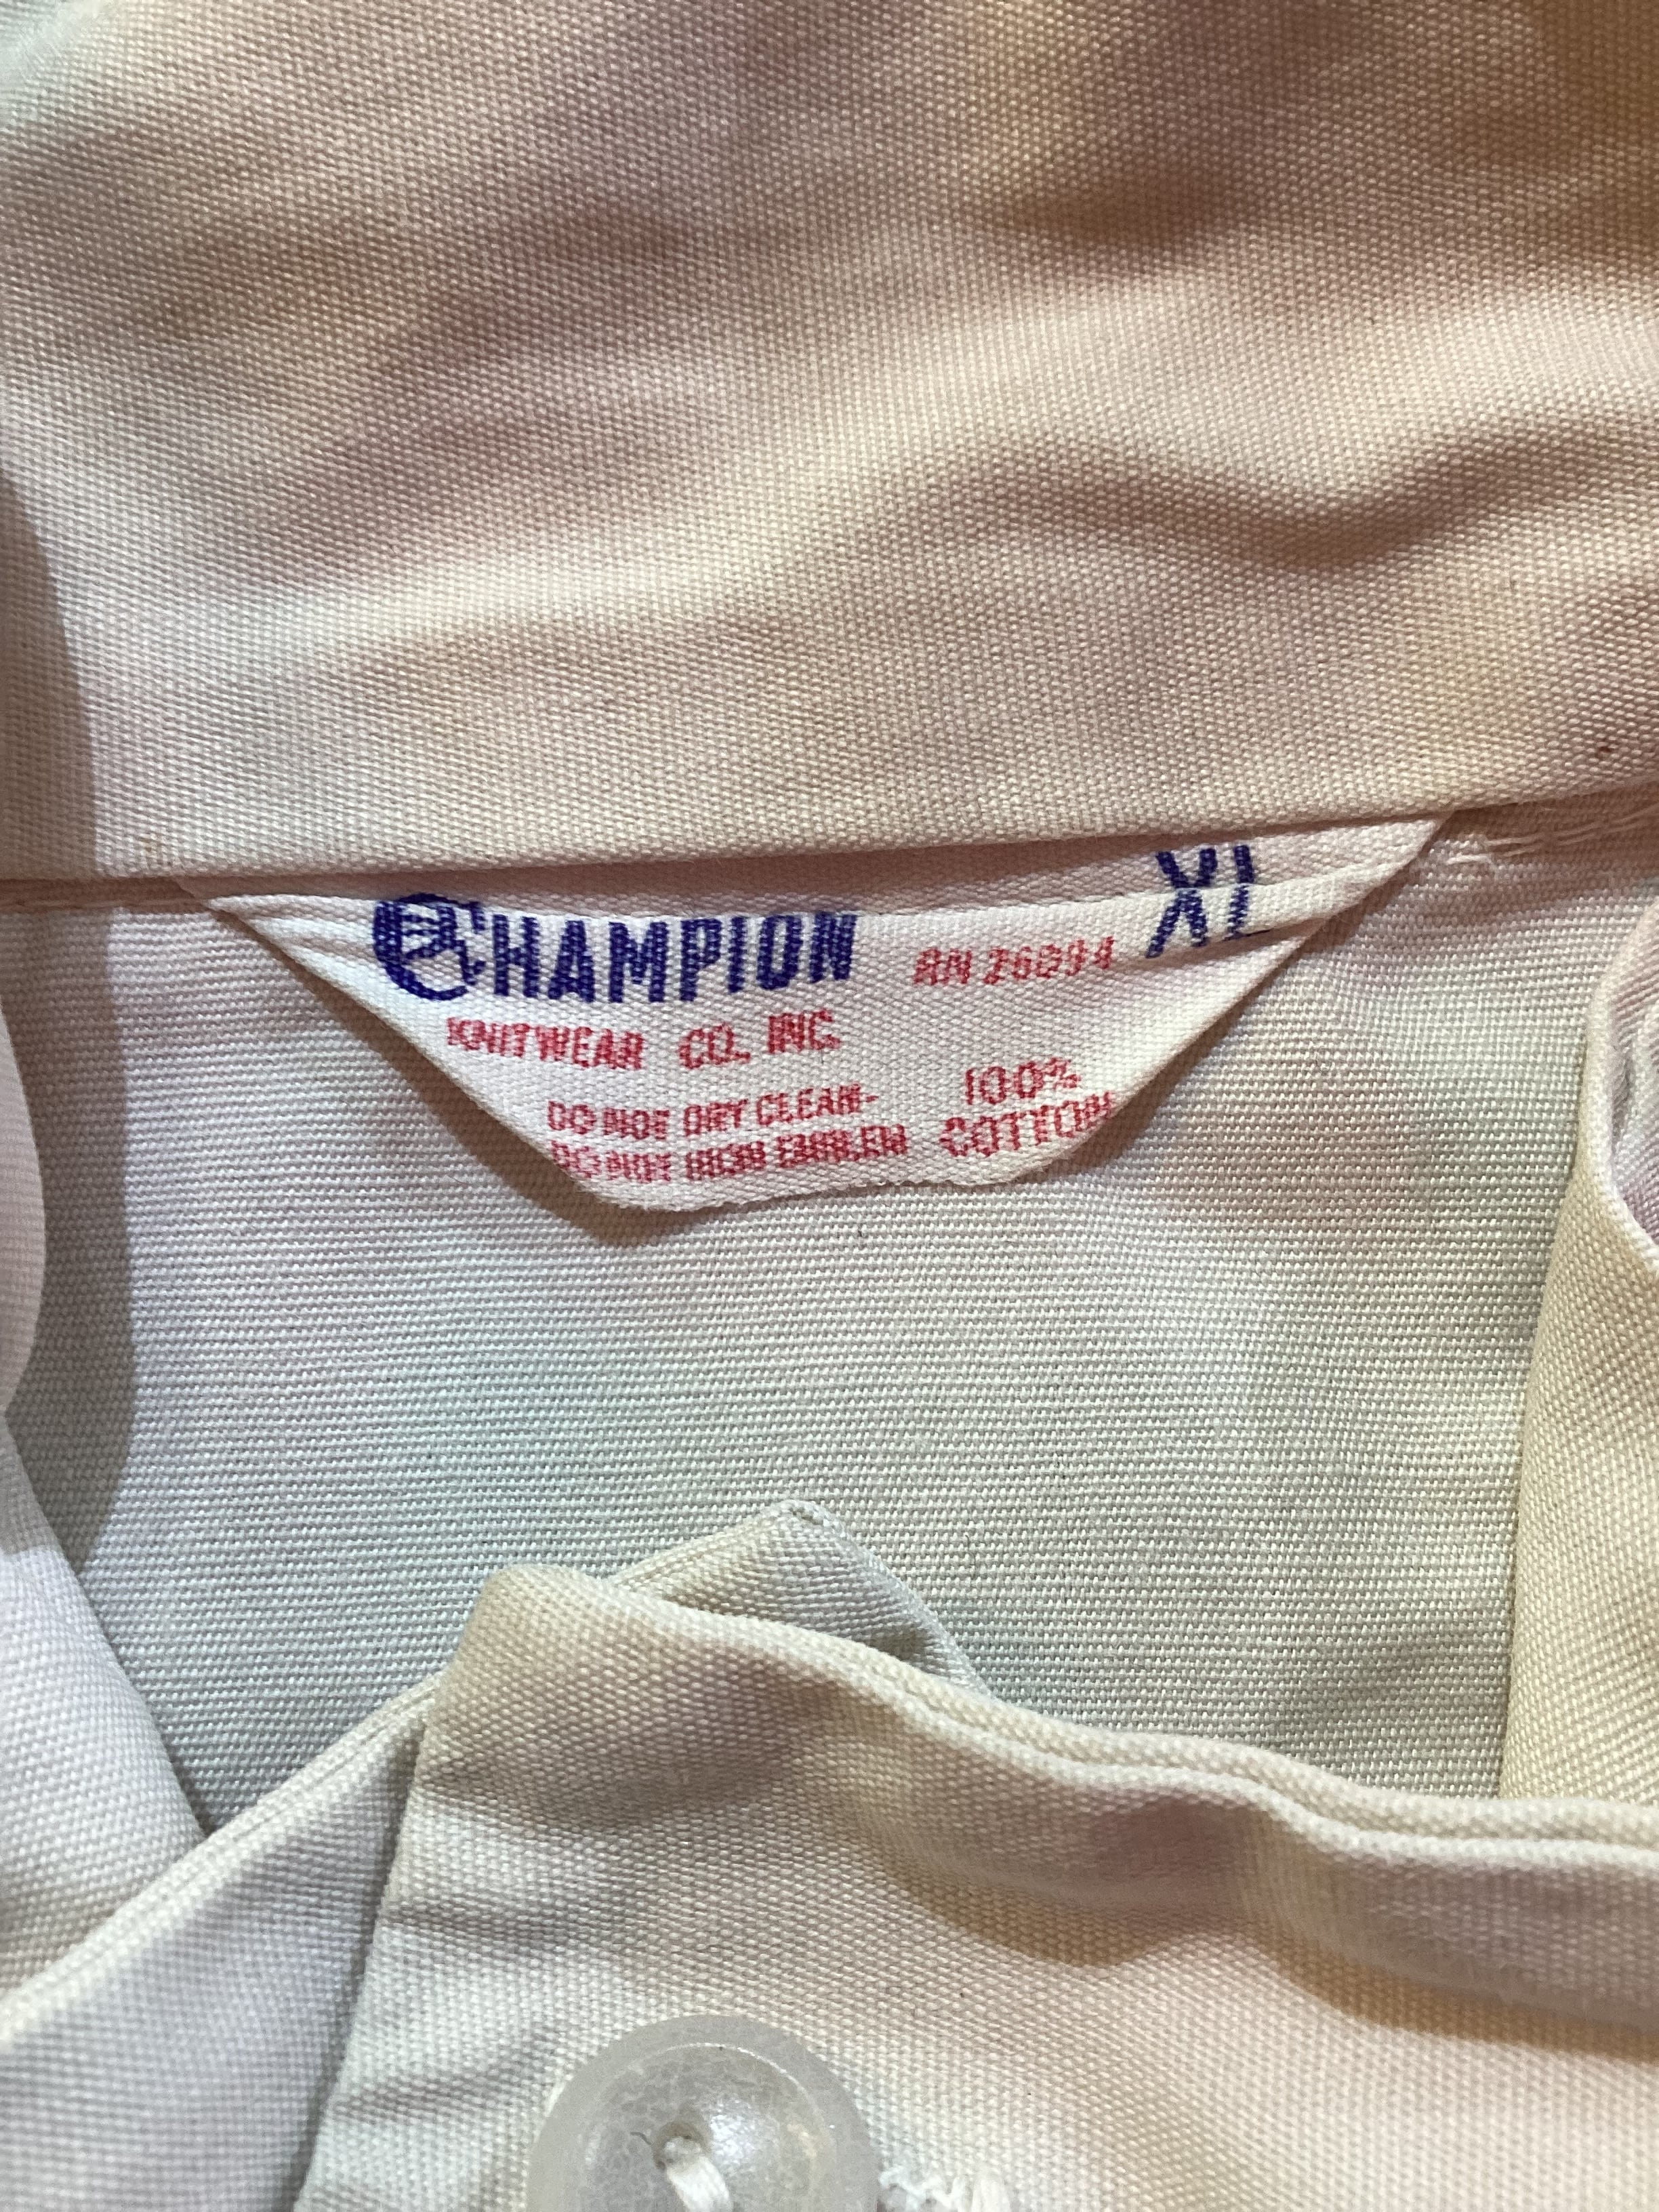 CHAMPION RN 26094 XL
KNITWEAR CO. INC.
DO NOT DRY CLEAN-
DO NOT IRON EMBLEM
100%
COTTON